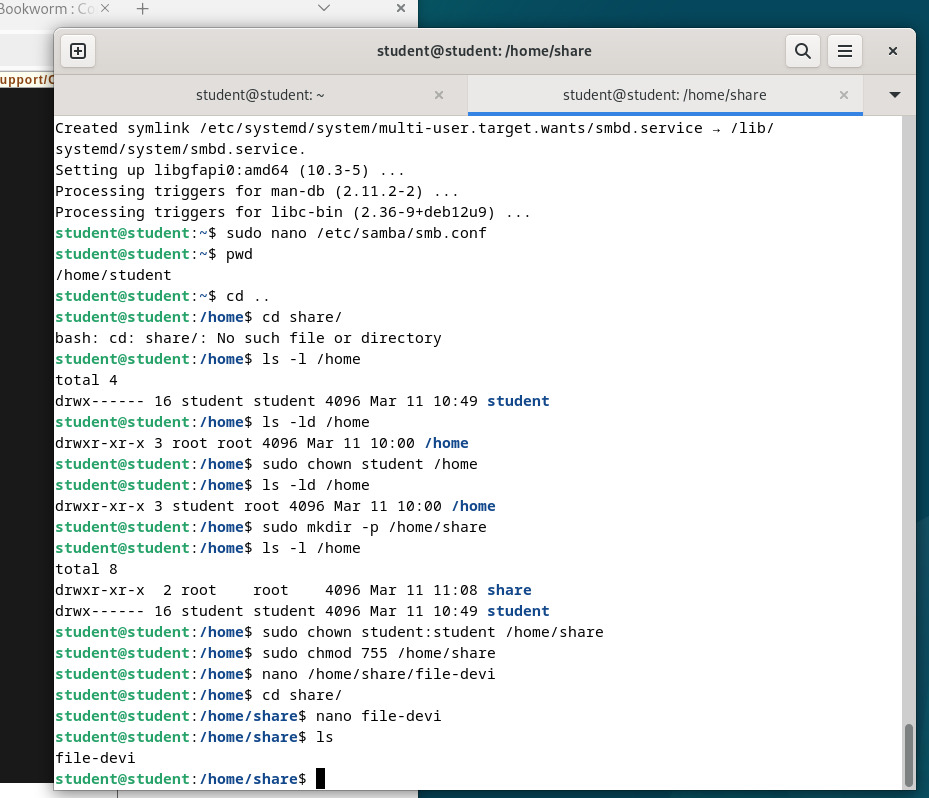 Bookworm : Co
student@student: /home/share
upport/C
student@student: ~
student@student: /home/share
Created symlink /etc/systemd/system/multi-user.target.wants/smbd.service → /lib/
systemd/system/smbd.service.
Setting up libgfapi0:amd64 (10.3-5) ...
Processing triggers for man-db (2.11.2-2) ...
Processing triggers for libc-bin (2.36-9+deb12u9) ...
student@student:~$ sudo nano /etc/samba/smb.conf
student@student:~$ pwd
/home/student
student@student:~$ cd ..
student@student:/home$ cd share/
bash: cd: share/: No such file or directory
student@student:/home$ ls -l /home
total 4
drwx------ 16 student student 4096 Mar 11 10:49 student
student@student:/home$ ls -ld /home
drwxr-xr-x 3 root root 4096 Mar 11 10:00 /home
student@student:/home$ sudo chown student /home
student@student:/home$ ls -ld /home
drwxr-xr-x 3 student root 4096 Mar 11 10:00 /home
student@student:/home$ sudo mkdir -p /home/share
student@student:/home$ ls -l /home
total 8
drwxr-xr-x  2 root    root    4096 Mar 11 11:08 share
drwx------ 16 student student 4096 Mar 11 10:49 student
student@student:/home$ sudo chown student:student /home/share
student@student:/home$ sudo chmod 755 /home/share
student@student:/home$ nano /home/share/file-devi
student@student:/home$ cd share/
student@student:/home/share$ nano file-devi
student@student:/home/share$ ls
file-devi
student@student:/home/share$